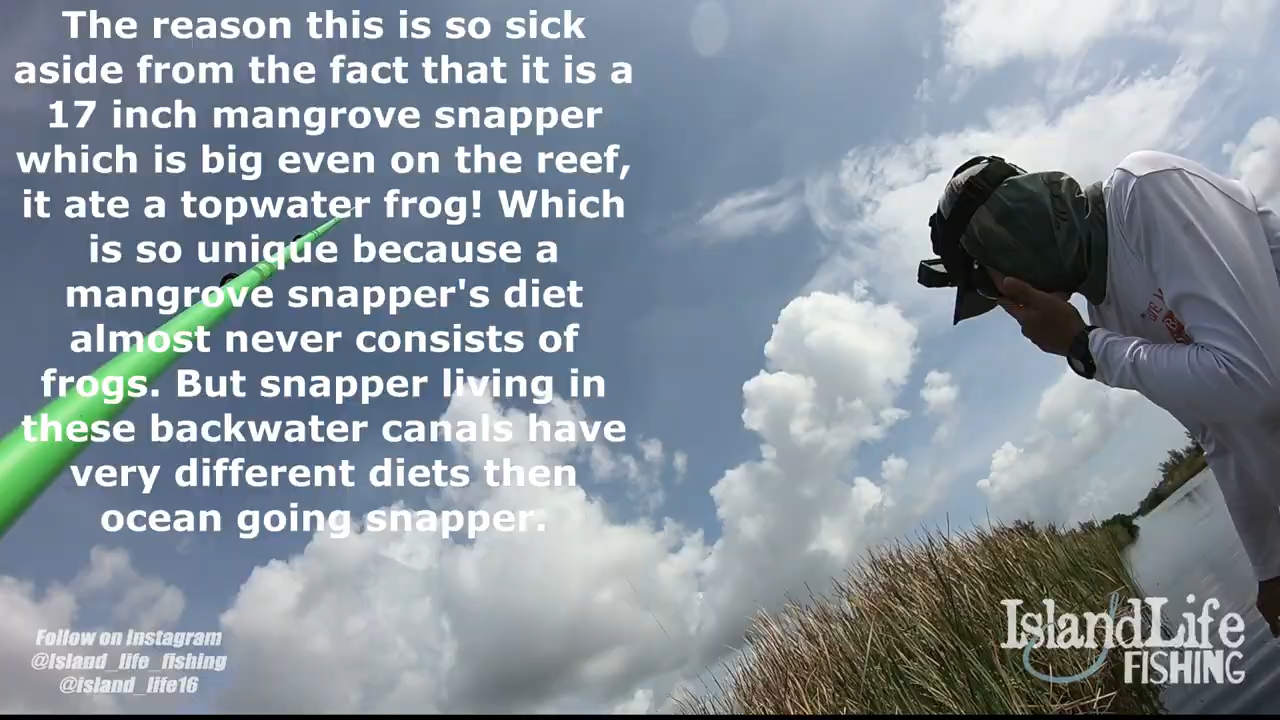 The reason this is so sick
aside from the fact that it is a
17 inch mangrove snapper
which is big even on the reef,
it ate a topwater frog! Which
is so unique because a
mangrove snapper's diet
almost never consists of
frogs. But snapper living in
these backwater canals have
very different diets then
ocean going snapper.
Follow on Instagram
@Island_life_fishing
@island_life16
IslandLife
FISHING